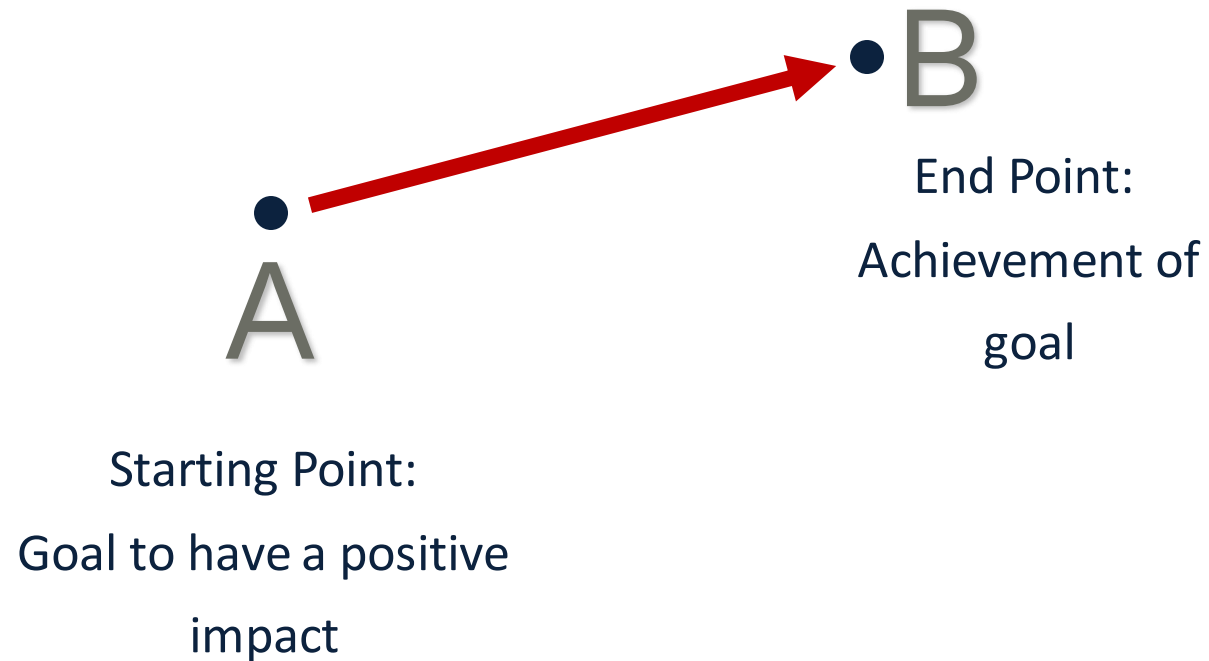 B
End Point:
Achievement of
goal
A
Starting Point:
Goal to have a positive
impact